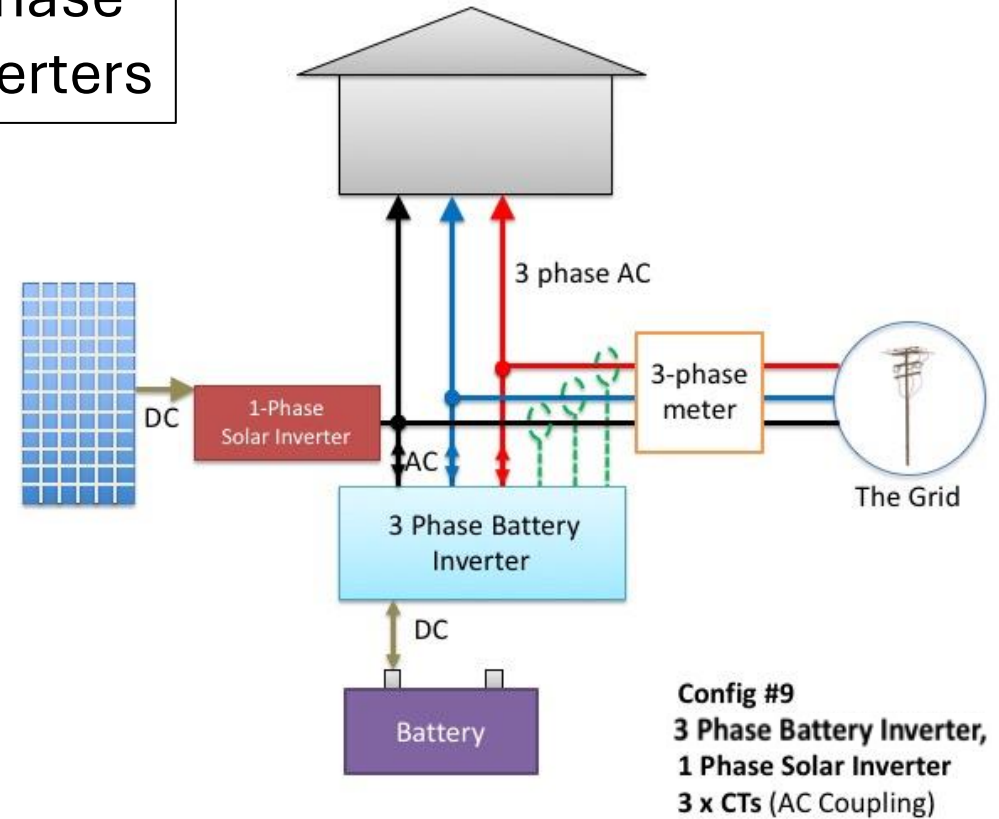 erters
3 phase AC
3-phase
meter
DC
1-Phase
Solar Inverter
AC
The Grid
3 Phase Battery
Inverter
DC
Battery
Config #9
3 Phase Battery Inverter,
1 Phase Solar Inverter
3 x CTs (AC Coupling)